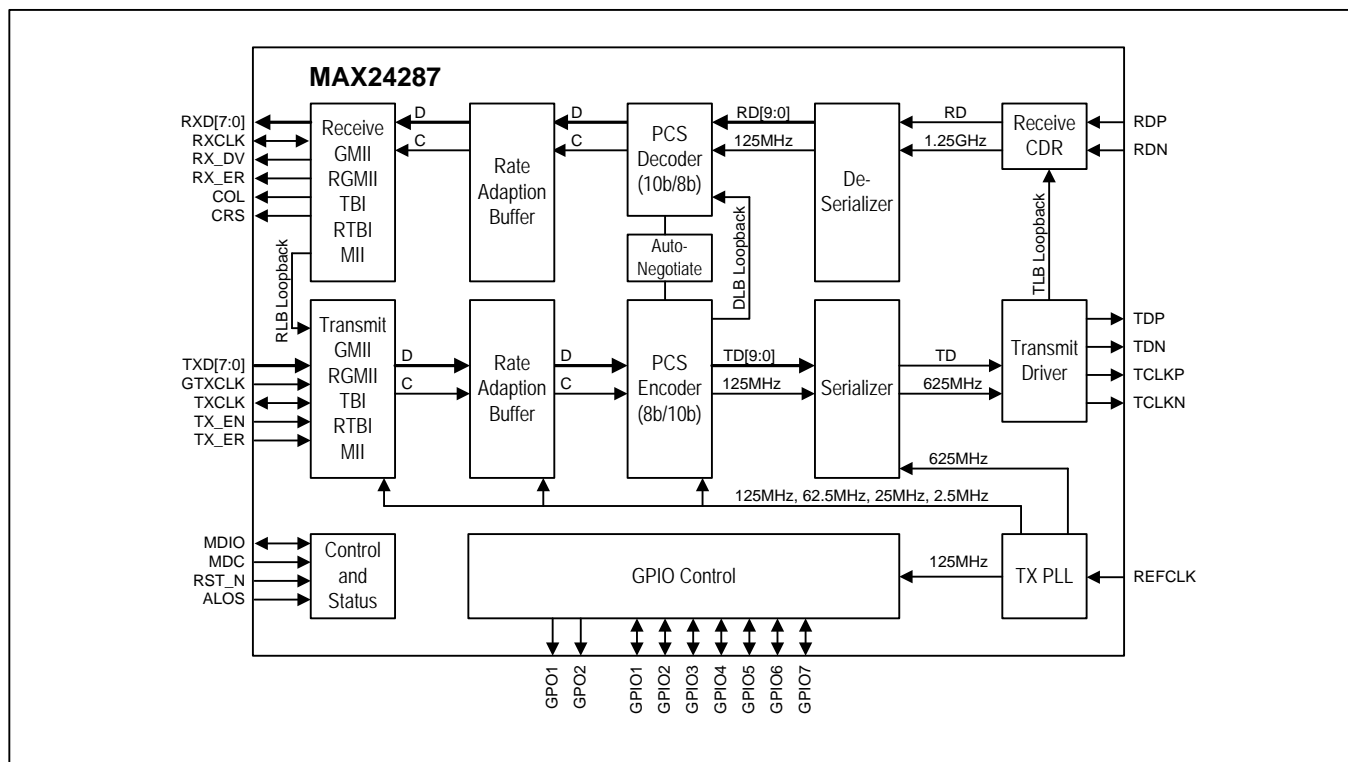 MAX24287
RXD[7:0]
RXCLK
RX_DV
RX_ER
COL
CRS
Receive
GMII
RGMII
TBI
RTBI
MII
D
C
Rate
Adaption
Buffer
D
C
PCS
Decoder
(10b/8b)
RD[9:0]
125MHz
De-
Serializer
RD
1.25GHz
Receive
CDR
RDP
RDN
RLB Loopback
Auto-
Negotiate
DLB Loopback
TLB Loopback
TXD[7:0]
GTXCLK
TXCLK
TX_EN
TX_ER
Transmit
GMII
RGMII
TBI
RTBI
MII
D
C
Rate
Adaption
Buffer
D
C
PCS
Encoder
(8b/10b)
TD[9:0]
125MHz
Serializer
TD
625MHz
Transmit
Driver
TDP
TDN
TCLKP
TCLKN
625MHz
125MHz, 62.5MHz, 25MHz, 2.5MHz
MDIO
MDC
RST_N
ALOS
Control
and
Status
GPIO Control
125MHz
TX PLL
REFCLK
GPO1
GPO2
GPIO1
GPIO2
GPIO3
GPIO4
GPIO5
GPIO6
GPIO7